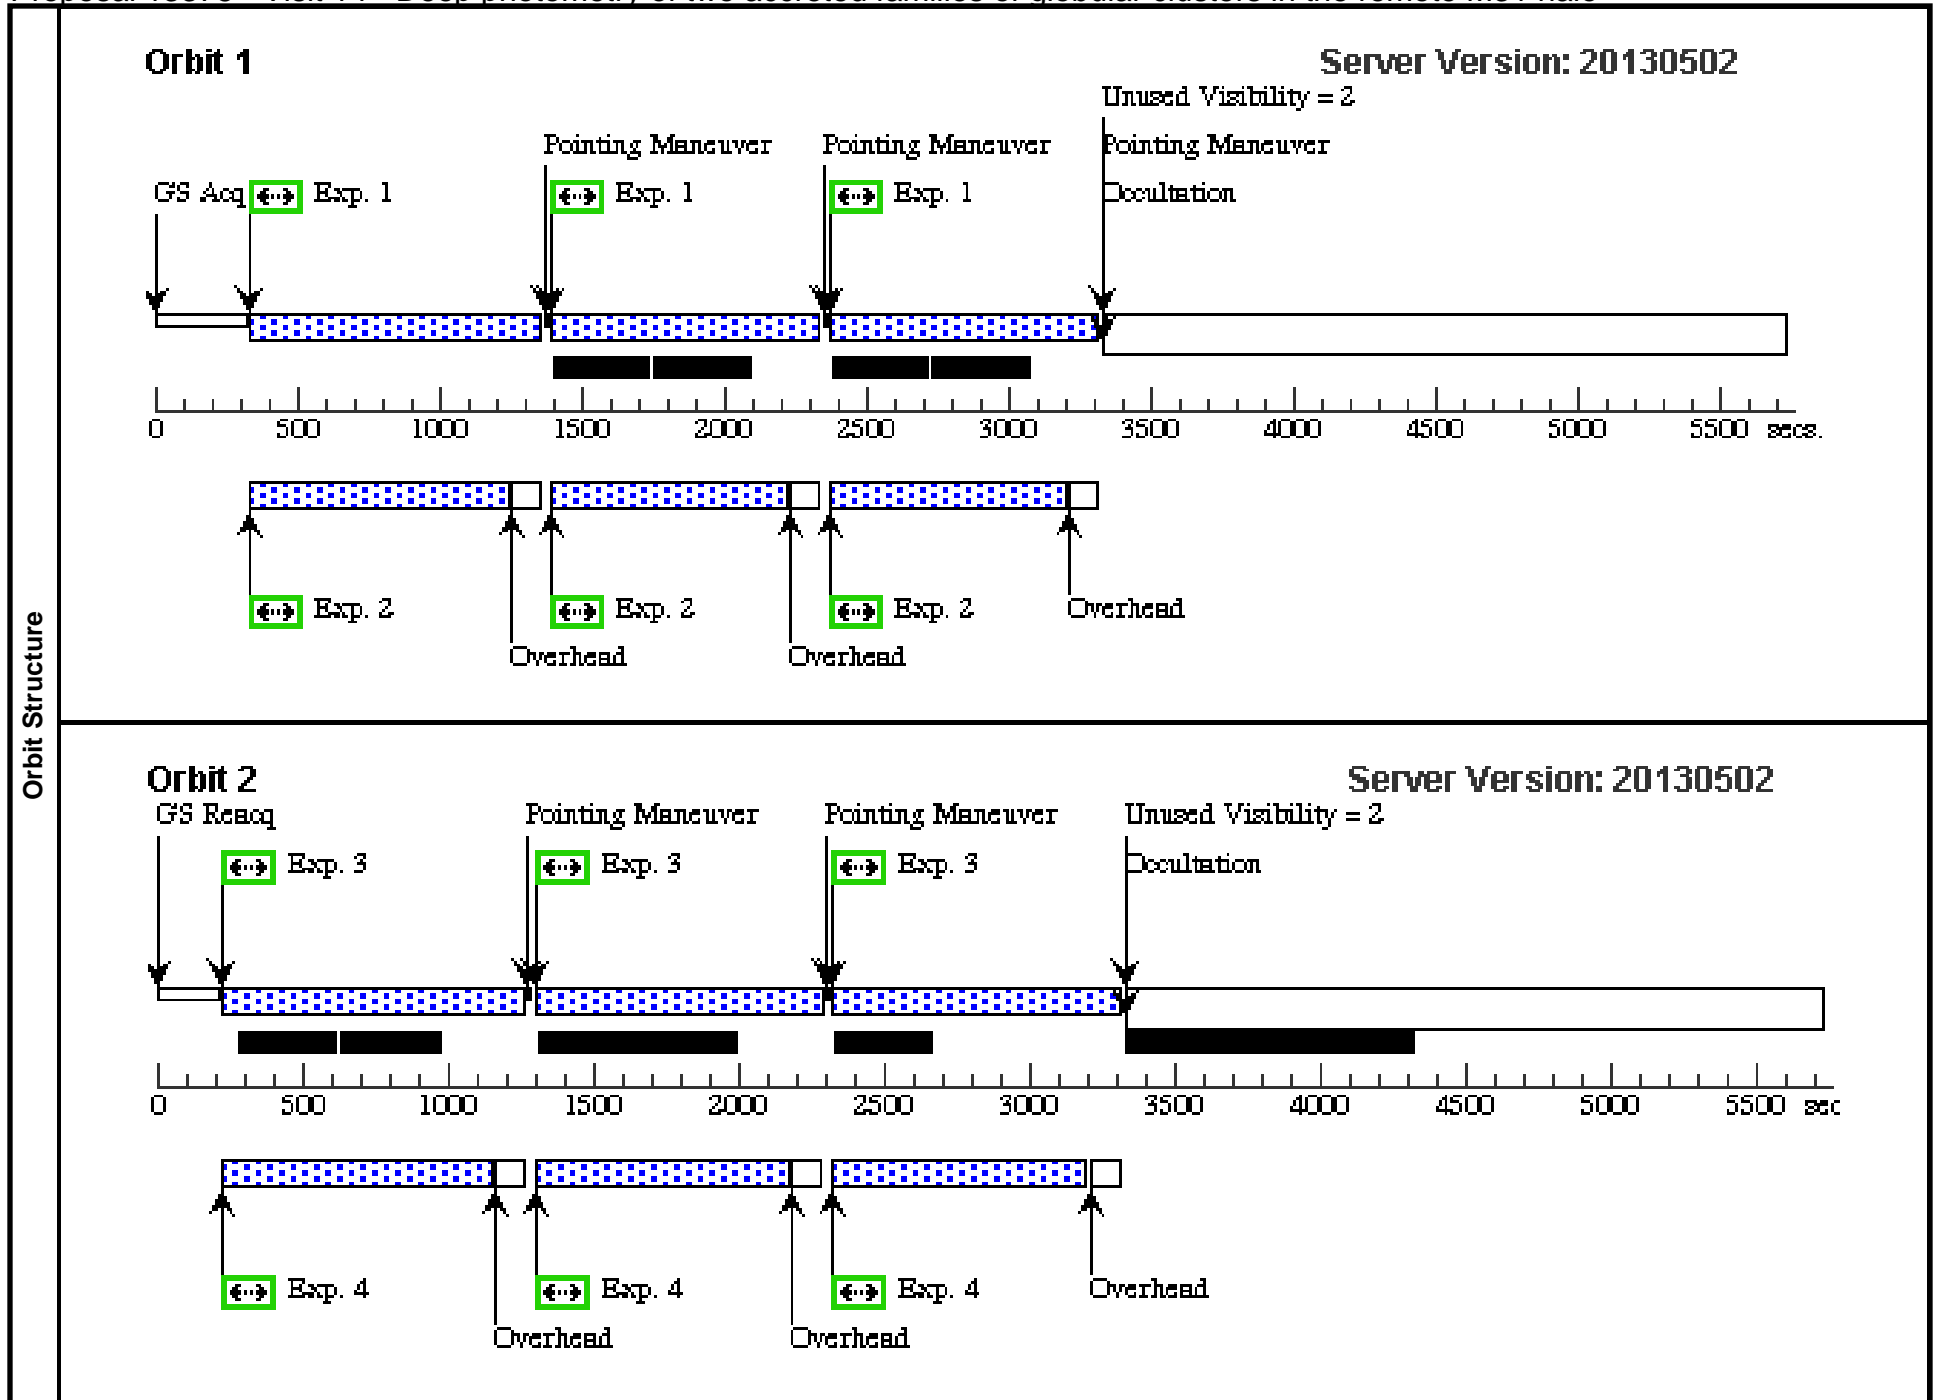 Orbit Structure
Orbit 1
Server Version: 20130502
Unused Visibility = 2
Pointing Maneuver
Pointing Maneuver
Pointing Maneuver
GS Acq
Exp. 1
Exp. 1
Exp. 1
Occultation
0 500 1000 1500 2000 2500 3000 3500 4000 4500 5000 5500 secs.
Exp. 2
Exp. 2
Exp. 2
Overhead
Overhead
Overhead
Orbit 2
Server Version: 20130502
GS Reacq
Pointing Maneuver
Pointing Maneuver
Unused Visibility = 2
Exp. 3
Exp. 3
Exp. 3
Occultation
0 500 1000 1500 2000 2500 3000 3500 4000 4500 5000 5500 sec
Exp. 4
Exp. 4
Exp. 4
Overhead
Overhead
Overhead